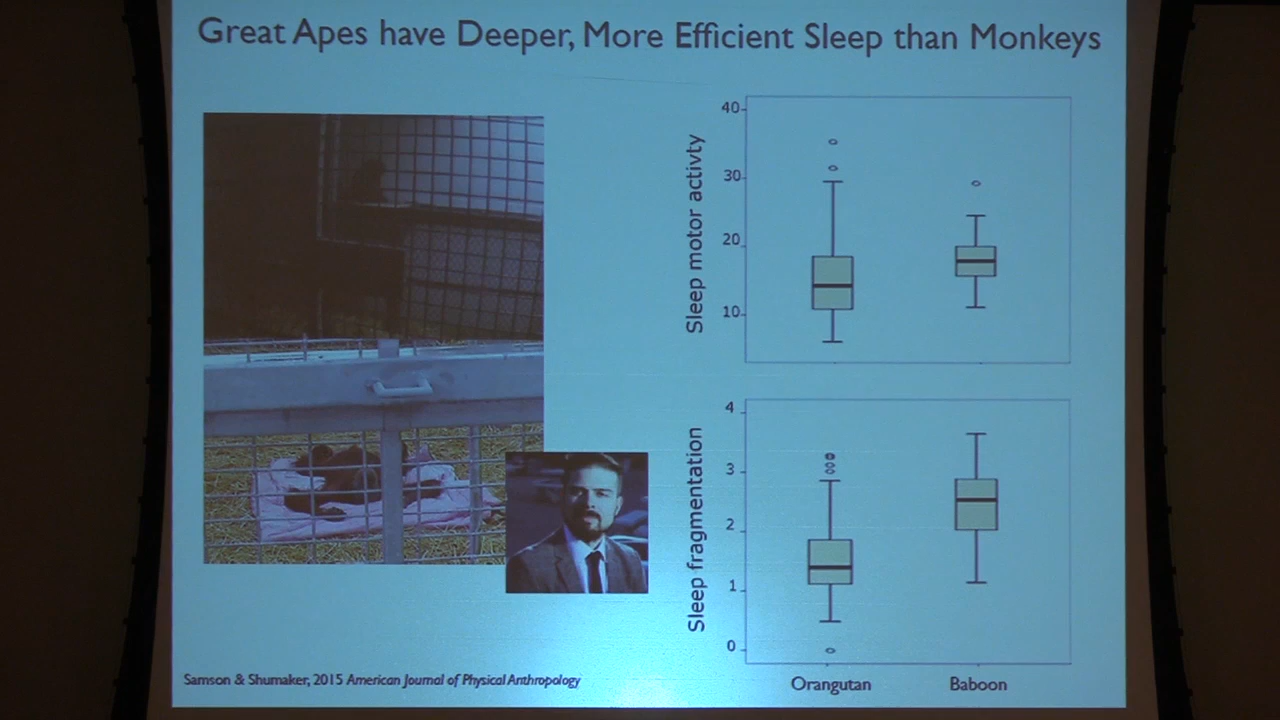 Great Apes have Deeper, More Efficient Sleep than Monkeys
40
30
20
10
Sleep motor activty
4
3
2
1
0
Sleep fragmentation
Orangutan
Baboon
Samson & Shumaker, 2015 American Journal of Physical Anthropology